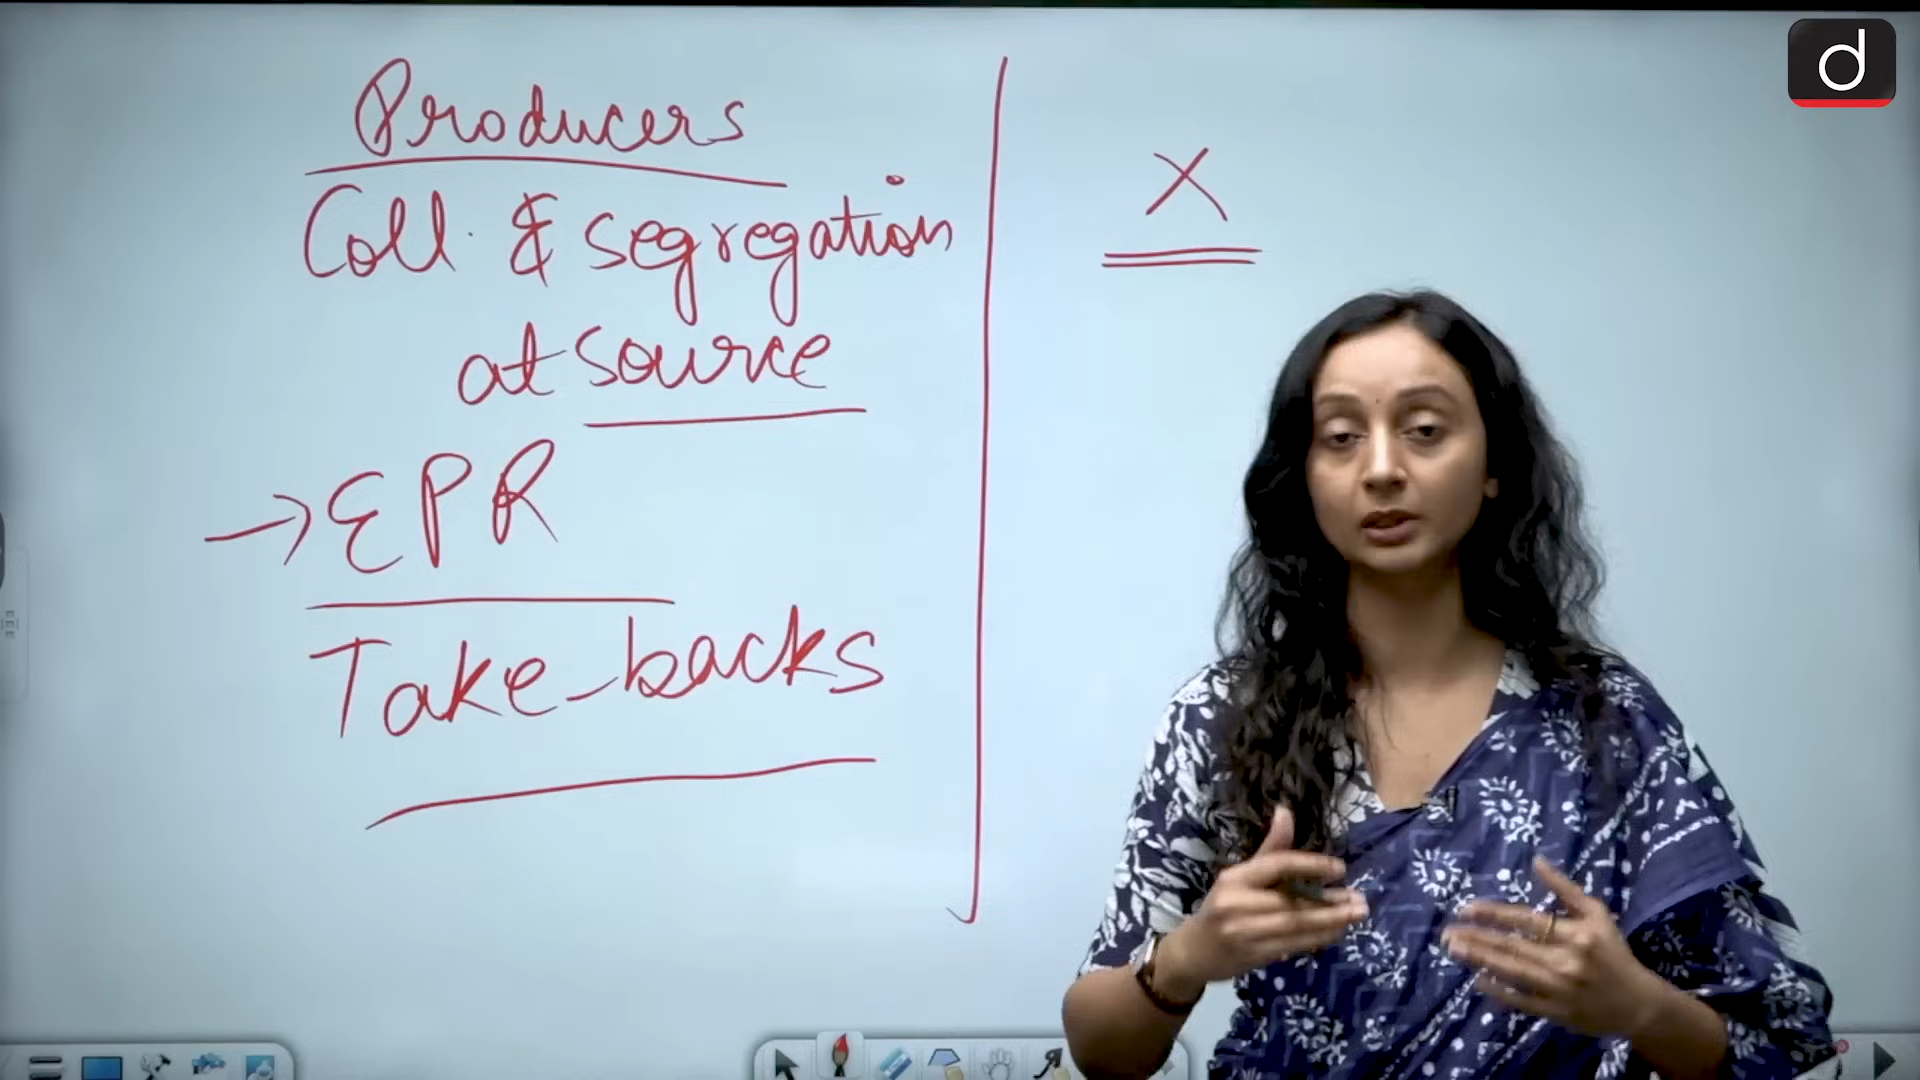 Producers
Coll. & segregation
at source
→ EPR
Take-backs
X
d